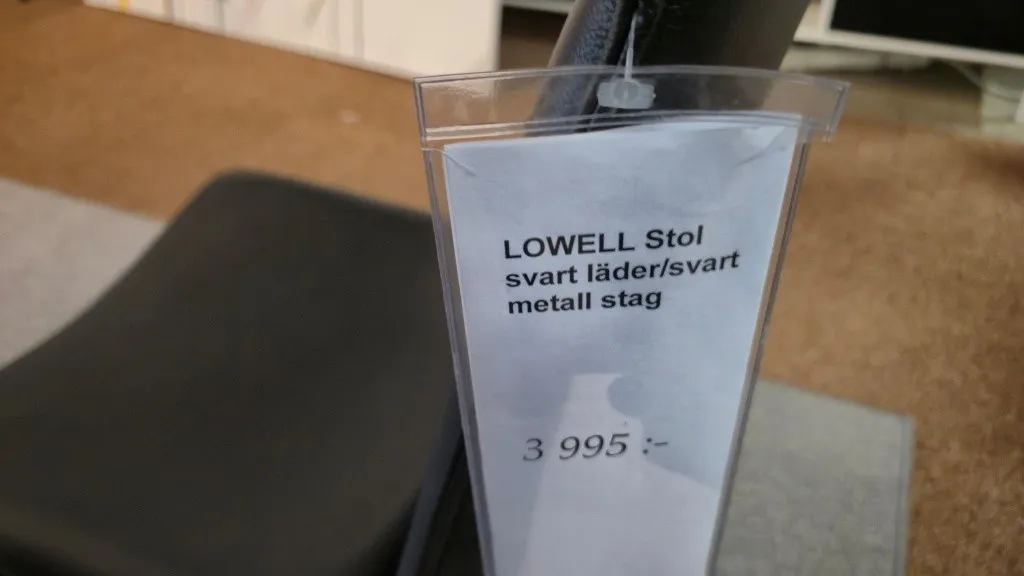 LOWELL Stol
svart läder/svart
metall stag
3 995 :-